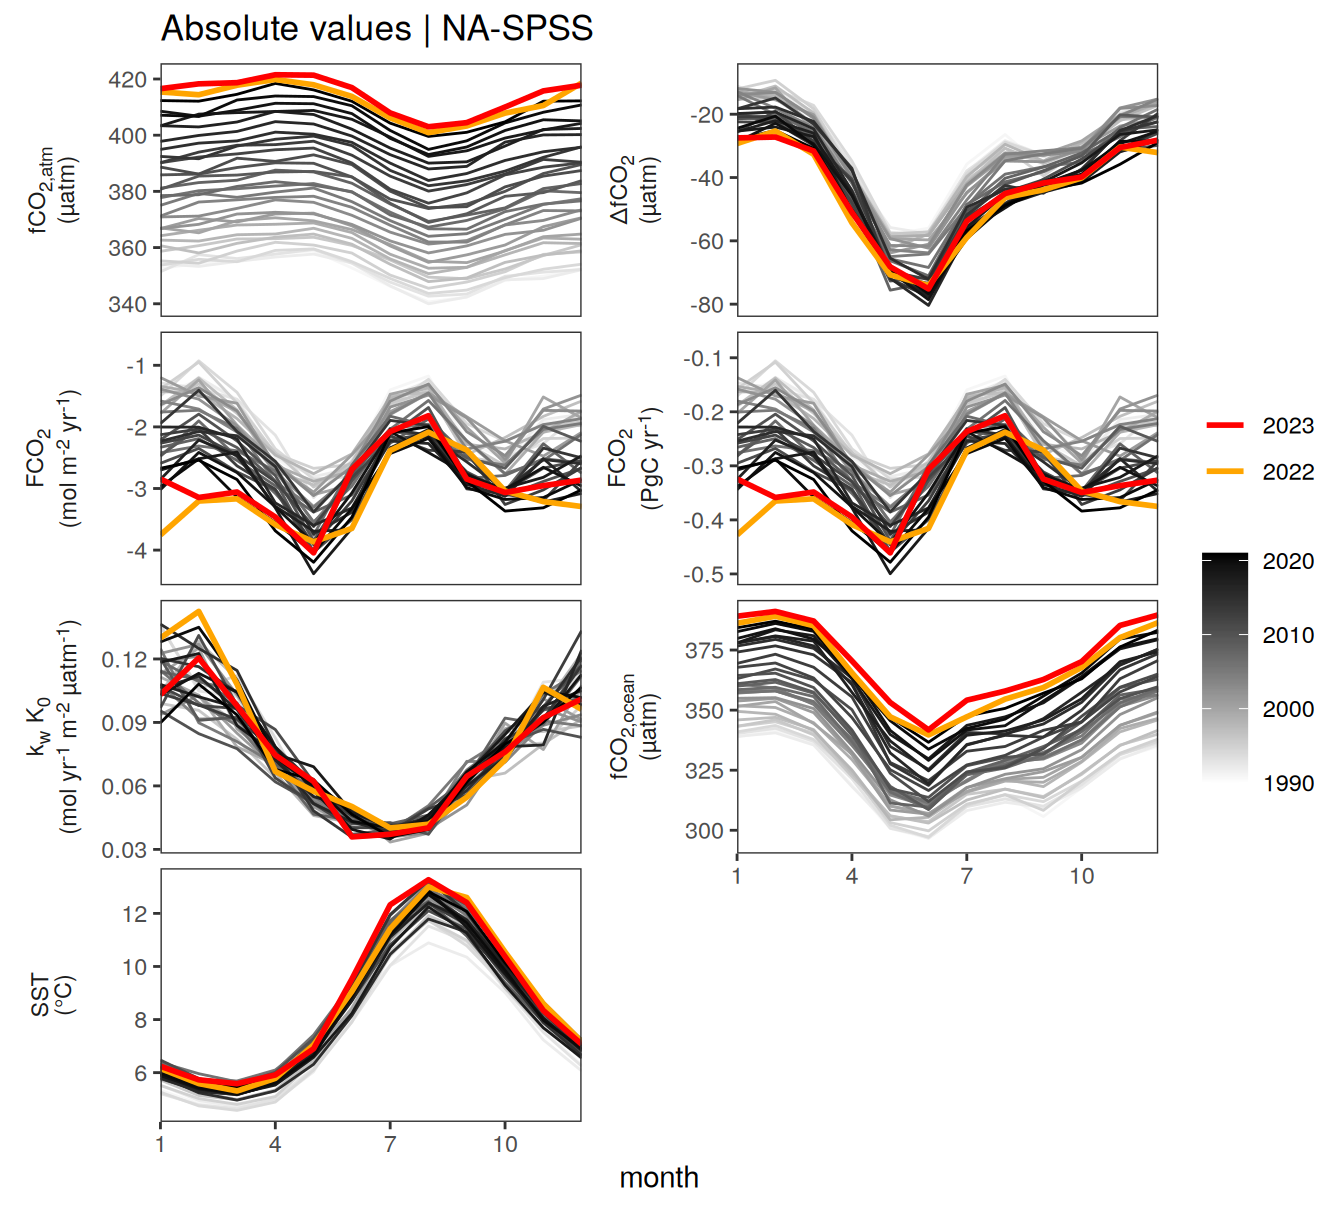 Absolute values | NA-SPSS
fCO2,atm
(µatm)
420
400
380
360
340
ΔfCO2
(µatm)
-20
-40
-60
-80
FCO2
(mol m-2 yr-1)
-1
-2
-3
-4
FCO2
(PgC yr-1)
-0.1
-0.2
-0.3
-0.4
-0.5
kw K0
(mol yr-1 m-2 µatm-1)
0.12
0.09
0.06
0.03
fCO2,ocean
(µatm)
375
350
325
300
1 4 7 10
SST
(°C)
12
10
8
6
1 4 7 10
month
2023
2022
2020
2010
2000
1990